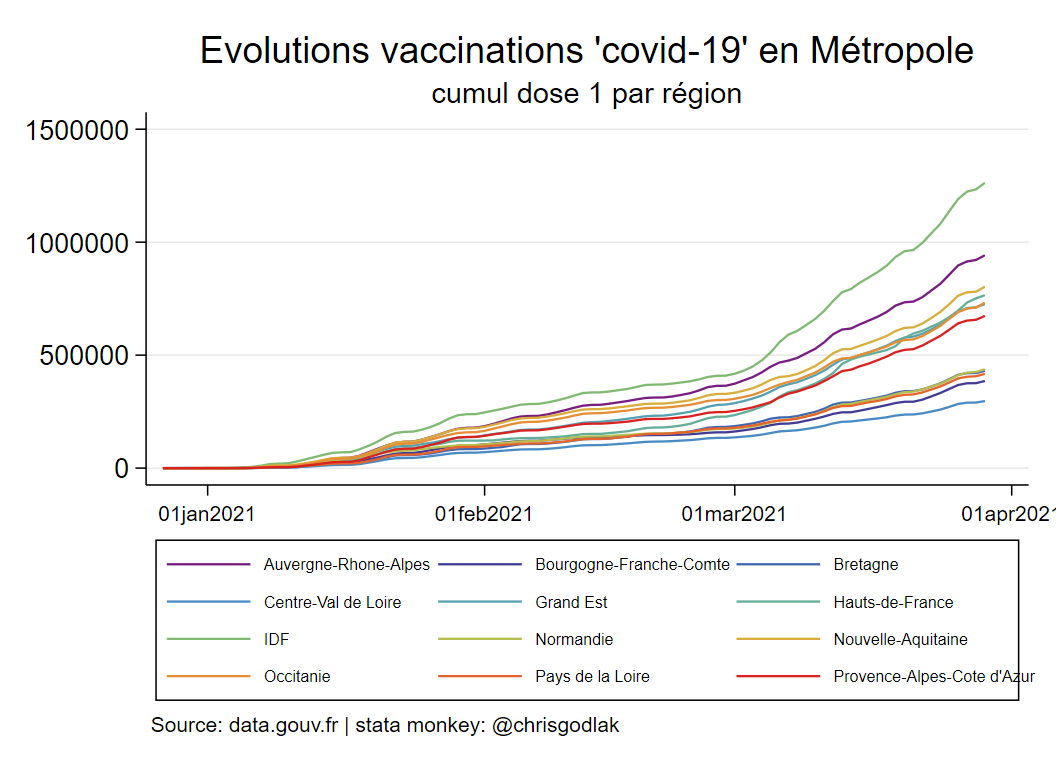 Evolutions vaccinations 'covid-19' en Métropole
cumul dose 1 par région
1500000
1000000
500000
0
01jan2021 01feb2021 01mar2021 01apr2021
Auvergne-Rhone-Alpes Bourgogne-Franche-Comte Bretagne
Centre-Val de Loire Grand Est Hauts-de-France
IDF Normandie Nouvelle-Aquitaine
Occitanie Pays de la Loire Provence-Alpes-Cote d'Azur
Source: data.gouv.fr | stata monkey: @chrisgodlak